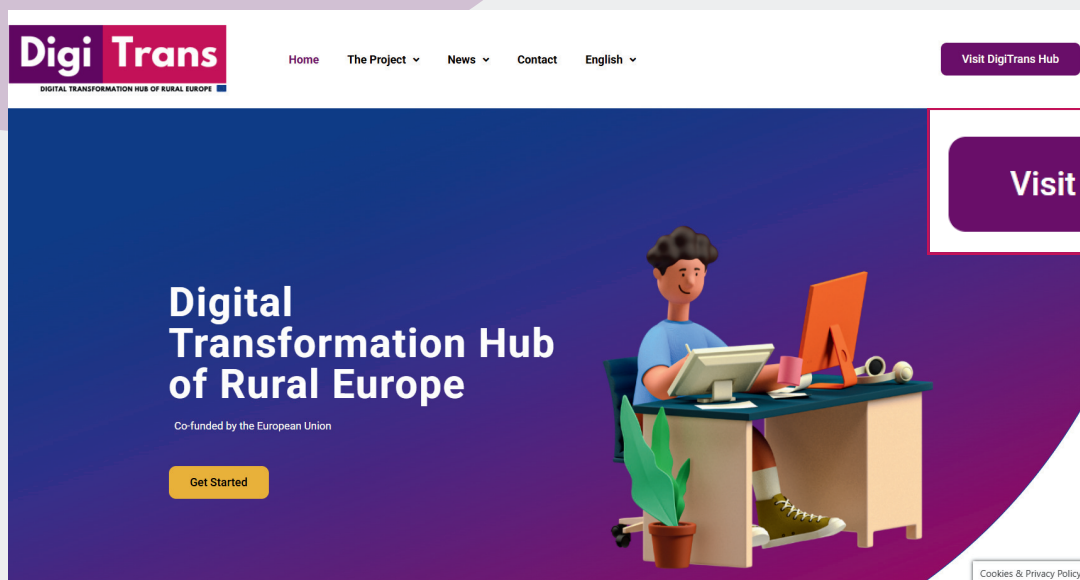 Digi Trans
DIGITAL TRANSFORMATION HUB OF RURAL EUROPE
Home The Project News Contact English
Visit DigiTrans Hub
Visit
Digital
Transformation Hub
of Rural Europe
Co-funded by the European Union
Get Started
Cookies & Privacy Policy